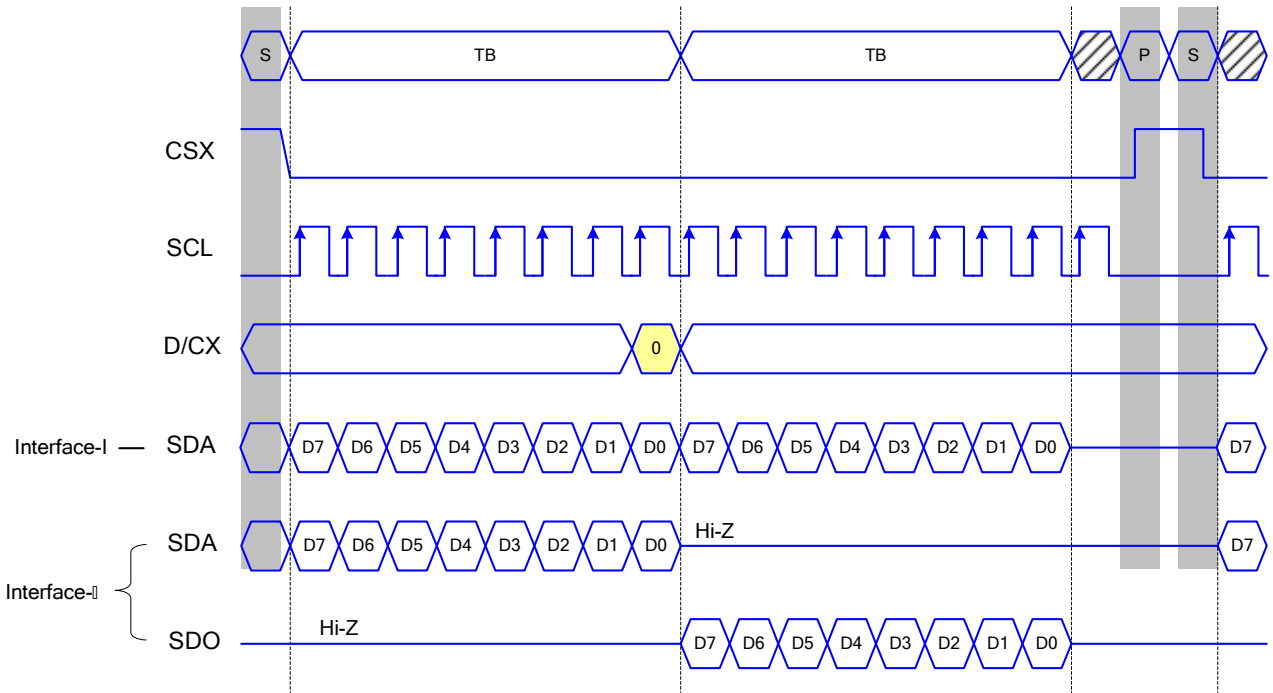 S TB TB P S
CSX
SCL
D/CX 0
Interface-I SDA D7 D6 D5 D4 D3 D2 D1 D0 D7 D6 D5 D4 D3 D2 D1 D0 D7
SDA D7 D6 D5 D4 D3 D2 D1 D0 Hi-Z D7
Interface-
SDO Hi-Z D7 D6 D5 D4 D3 D2 D1 D0